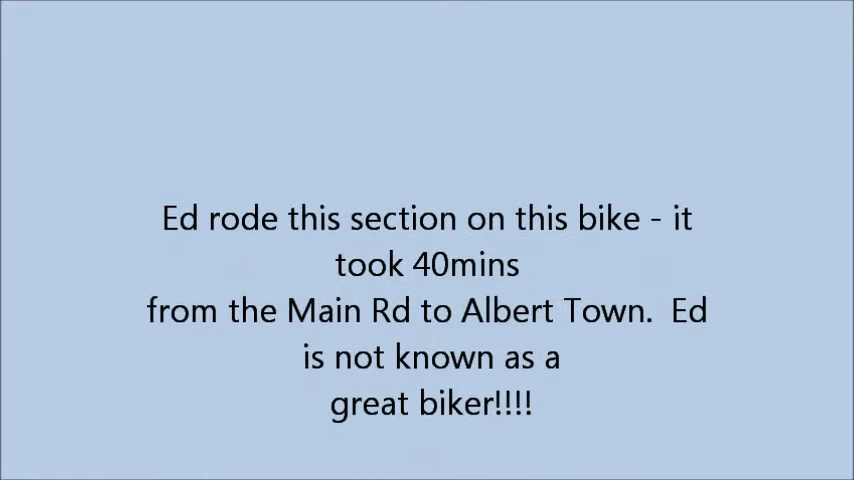 Ed rode this section on this bike - it
took 40mins
from the Main Rd to Albert Town.  Ed
is not known as a
great biker!!!!